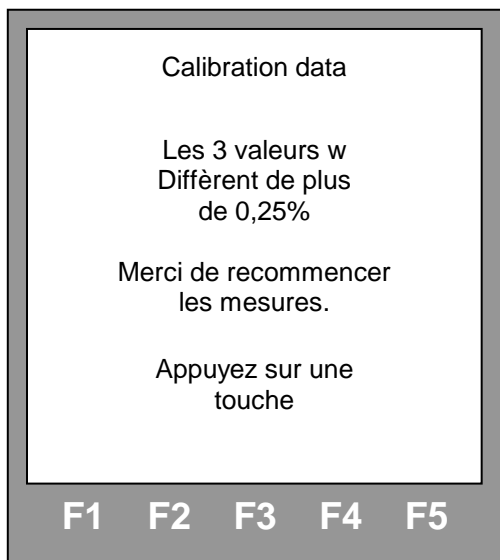 Calibration data
Les 3 valeurs w
Diffèrent de plus
de 0,25%
Merci de recommencer
les mesures.
Appuyez sur une
touche
F1 F2 F3 F4 F5